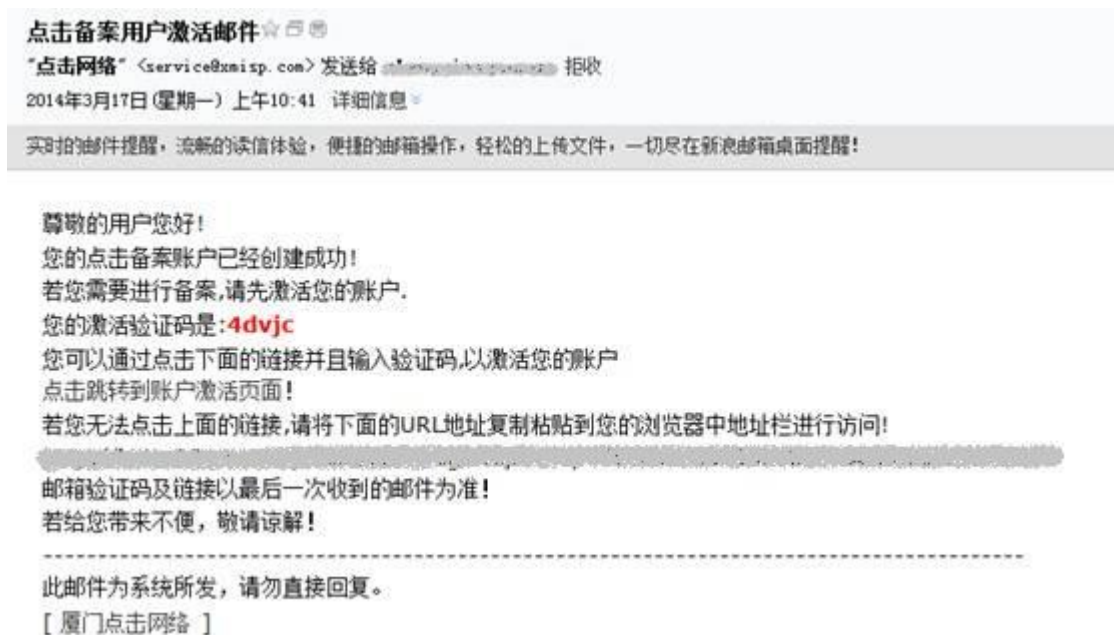 点击备案用户激活邮件
"点击网络" <service@xmisp.com> 发送给 拒收
2014年3月17日(星期一) 上午10:41 详细信息
实时的邮件提醒，流畅的读信体验，便捷的邮箱操作，轻松的上传文件，一切尽在新浪邮箱桌面提醒!
尊敬的用户您好!
您的点击备案账户已经创建成功!
若您需要进行备案,请先激活您的账户.
您的激活验证码是:4dvjc
您可以通过点击下面的链接并且输入验证码,以激活您的账户
点击跳转到账户激活页面!
若您无法点击上面的链接,请将下面的URL地址复制粘贴到您的浏览器中地址栏进行访问!
邮箱验证码及链接以最后一次收到的邮件为准!
若给您带来不便，敬请谅解!
--------------------------------------------------------------------------------
此邮件为系统所发，请勿直接回复。
[ 厦门点击网络 ]